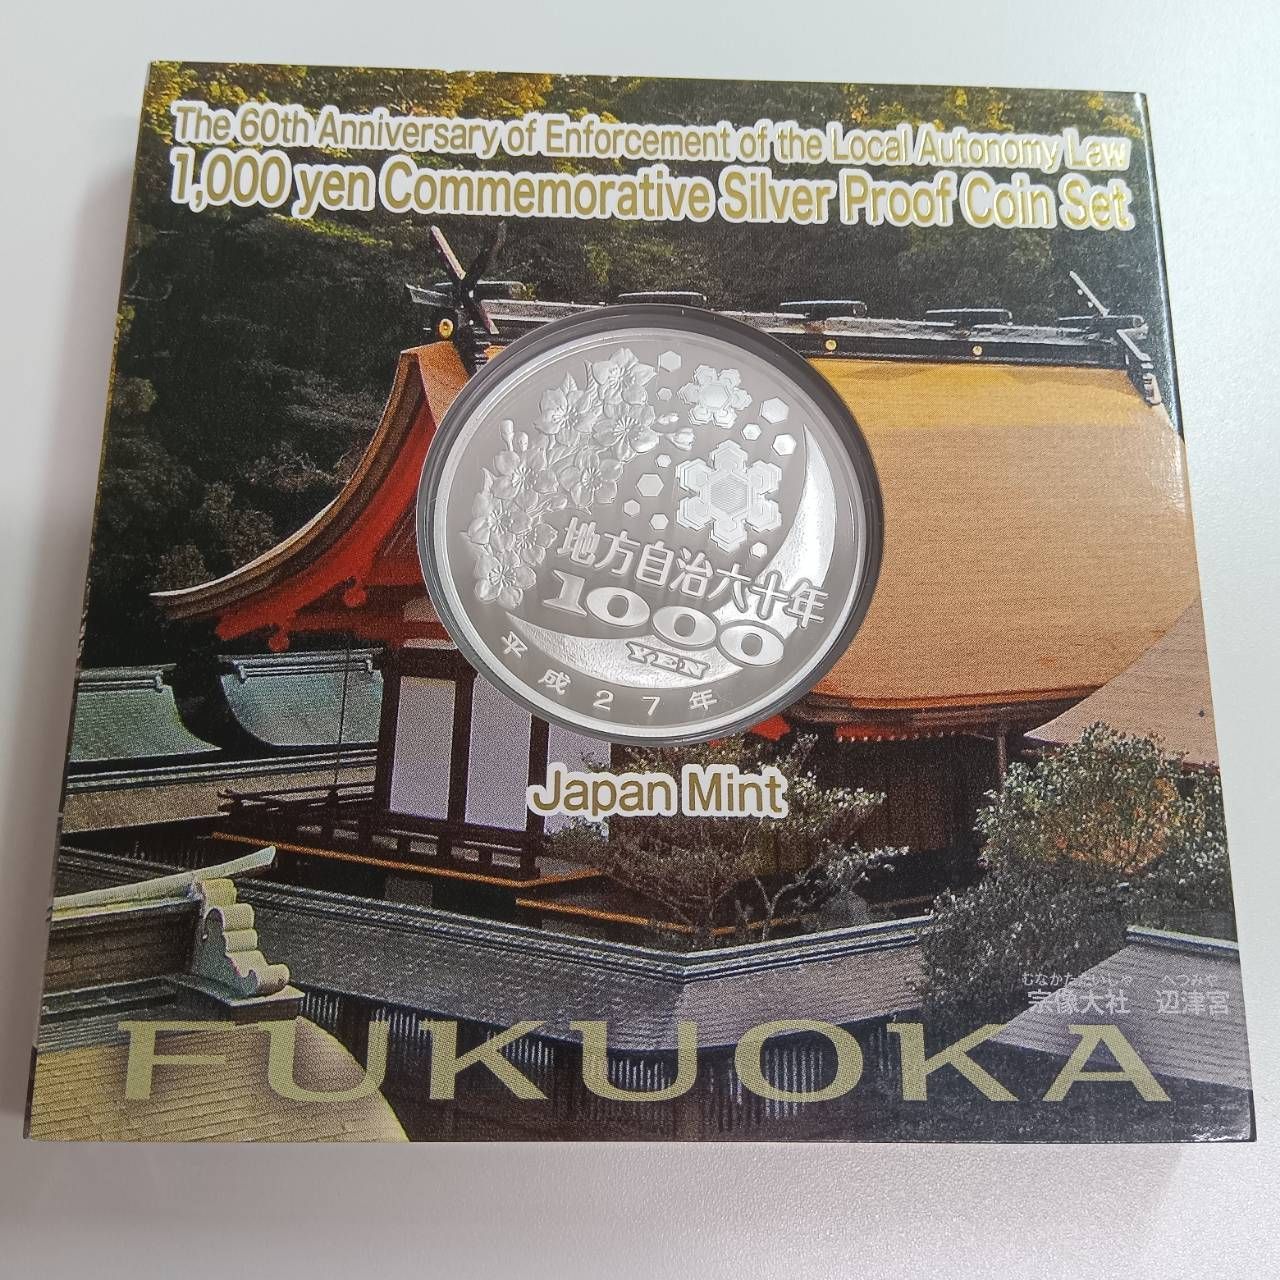 The 60th Anniversary of Enforcement of the Local Autonomy Law
1,000 yen Commemorative Silver Proof Coin Set
地方自治六十年
1000
YEN
平成27年
Japan Mint
むなかたたいしゃ へつみや
宗像大社 辺津宮
FUKUOKA